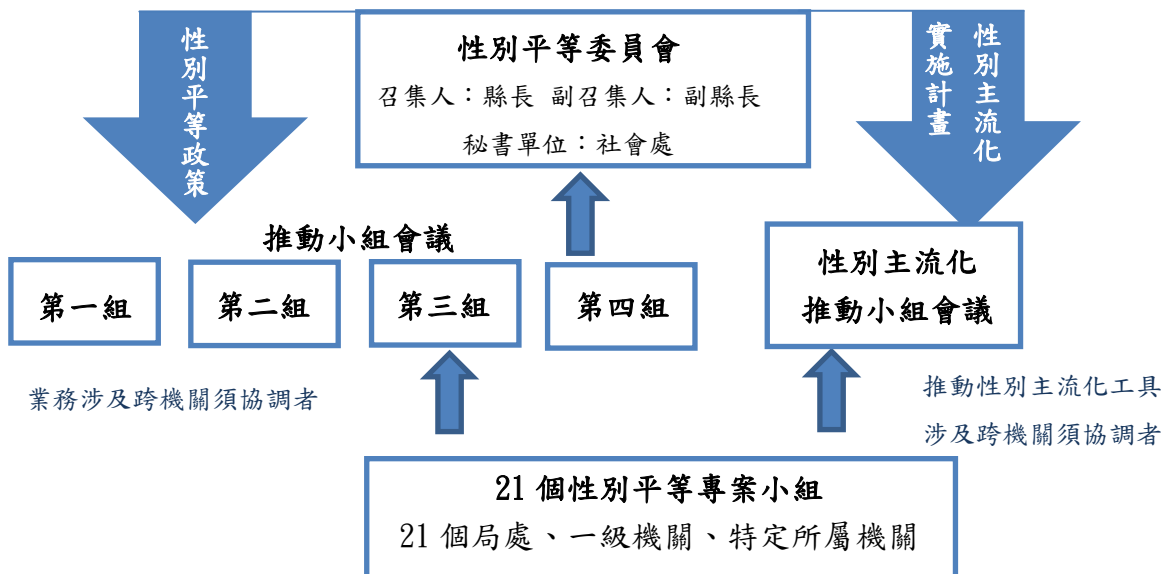 性別平等政策
性別平等委員會
召集人：縣長 副召集人：副縣長
秘書單位：社會處
性別主流化
實施計畫
推動小組會議
第一組
第二組
第三組
第四組
性別主流化
推動小組會議
業務涉及跨機關須協調者
推動性別主流化工具
涉及跨機關須協調者
21 個性別平等專案小組
21 個局處、一級機關、特定所屬機關